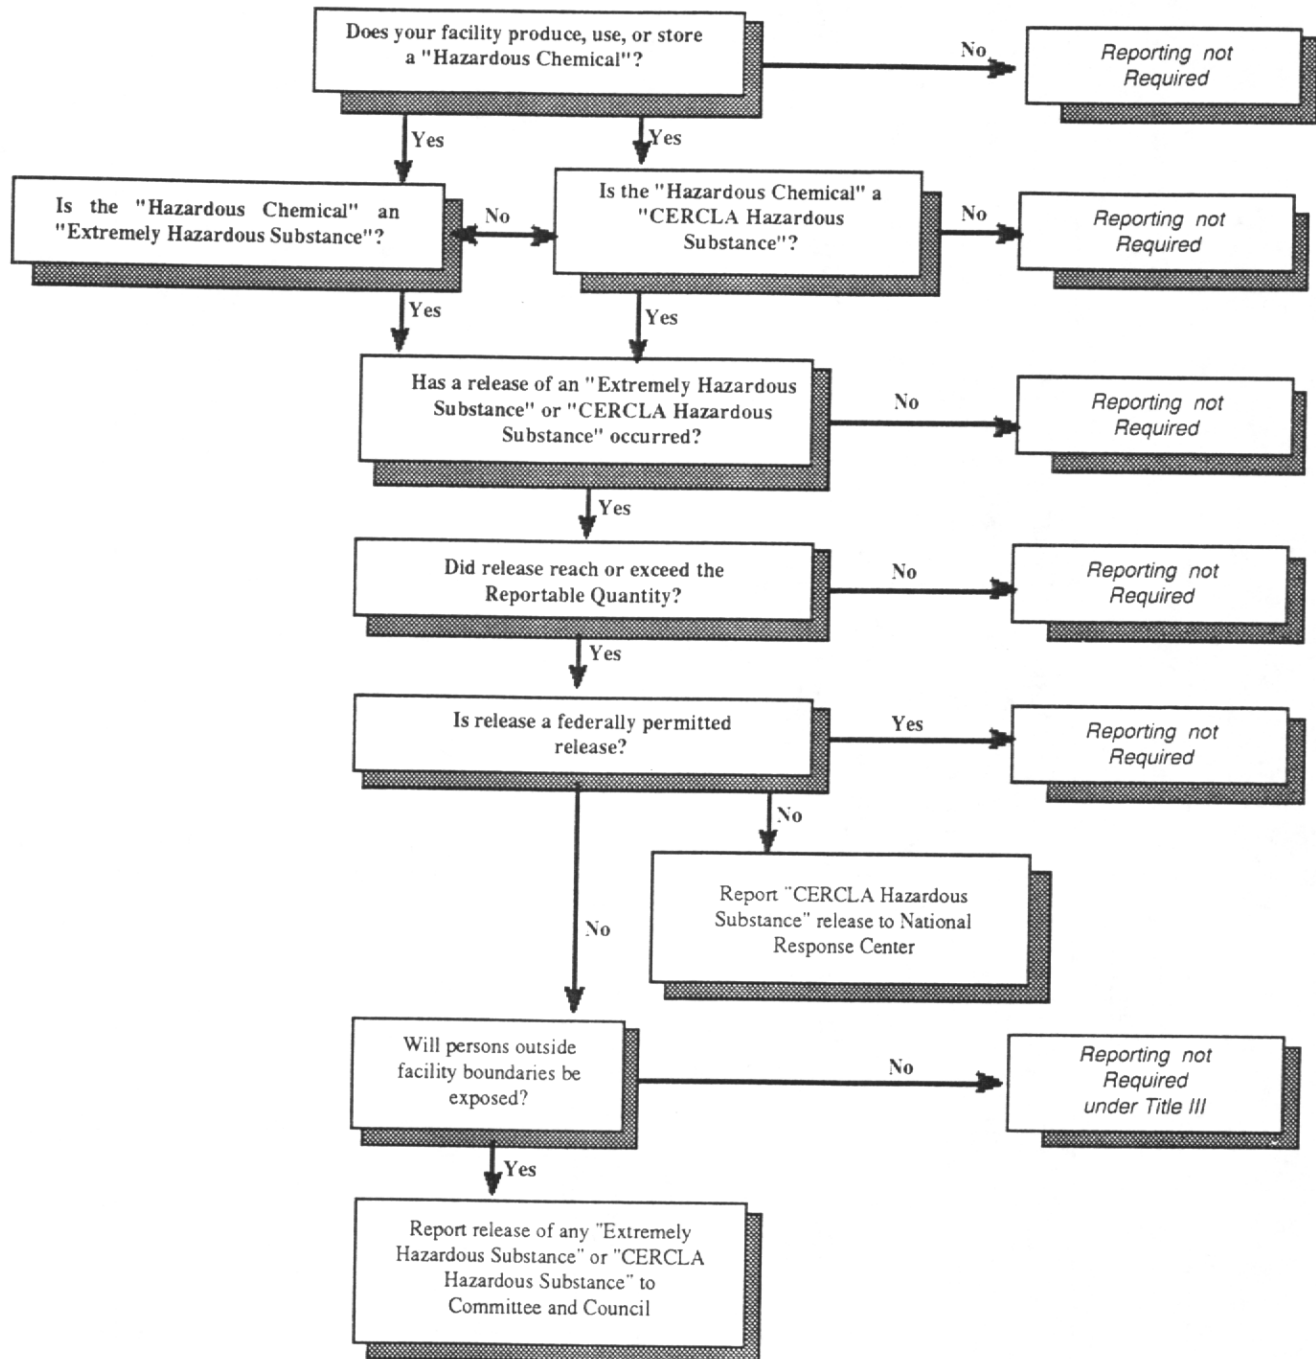 Does your facility produce, use, or store
a "Hazardous Chemical"?
No
Reporting not
Required
Yes
Yes
Is the "Hazardous Chemical" an
"Extremely Hazardous Substance"?
No
Is the "Hazardous Chemical" a
"CERCLA Hazardous
Substance"?
No
Reporting not
Required
Yes
Yes
Has a release of an "Extremely Hazardous
Substance" or "CERCLA Hazardous
Substance" occurred?
No
Reporting not
Required
Yes
Did release reach or exceed the
Reportable Quantity?
No
Reporting not
Required
Yes
Is release a federally permitted
release?
Yes
Reporting not
Required
No
Report "CERCLA Hazardous
Substance" release to National
Response Center
No
Will persons outside
facility boundaries be
exposed?
No
Reporting not
Required
under Title III
Yes
Report release of any "Extremely
Hazardous Substance" or "CERCLA
Hazardous Substance" to
Committee and Council